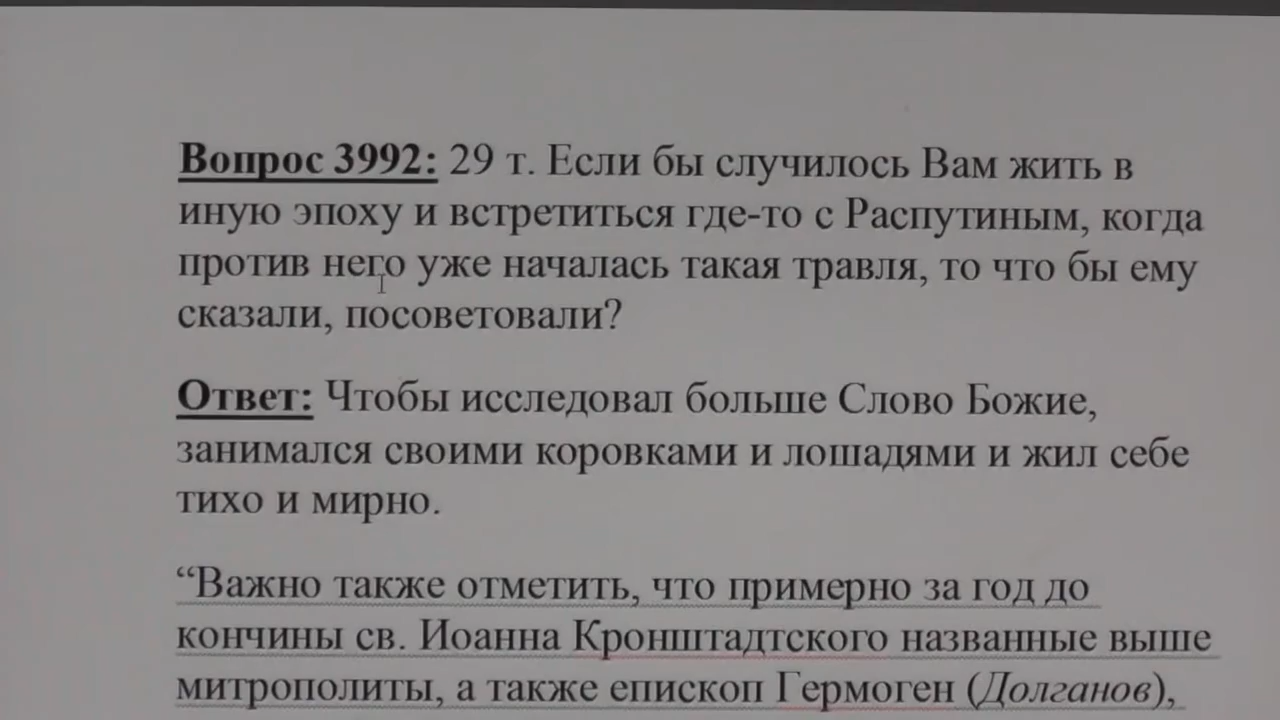 Вопрос 3992: 29 т. Если бы случилось Вам жить в
иную эпоху и встретиться где-то с Распутиным, когда
против него уже началась такая травля, то что бы ему
сказали, посоветовали?
Ответ: Чтобы исследовал больше Слово Божие,
занимался своими коровками и лошадями и жил себе
тихо и мирно.
“Важно также отметить, что примерно за год до
кончины св. Иоанна Кронштадтского названные выше
митрополиты, а также епископ Гермоген (Долганов),